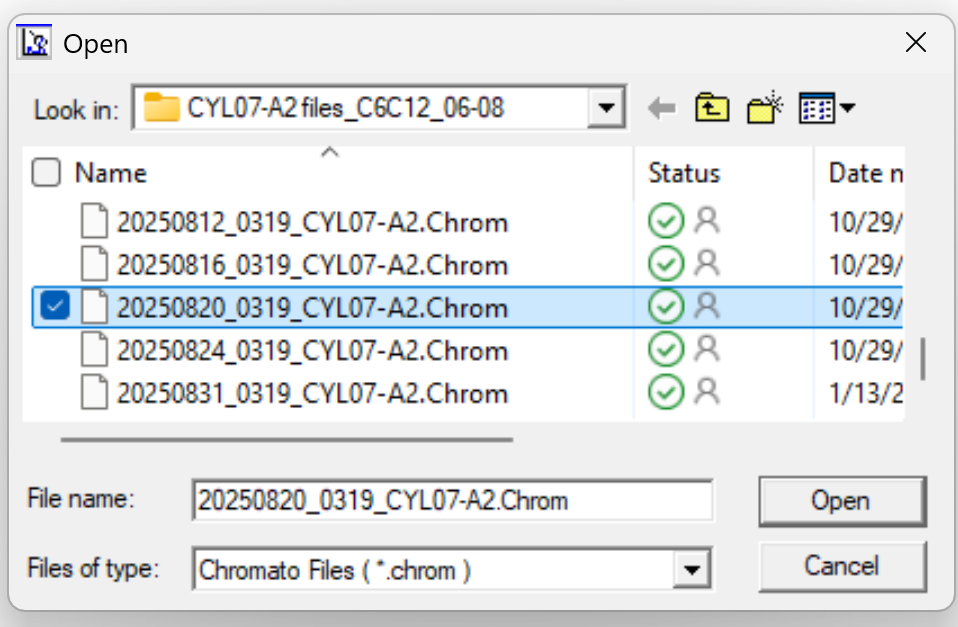 Open
Look in: CYL07-A2 files_C6C12_06-08
Name Status Date n
20250812_0319_CYL07-A2.Chrom 10/29/
20250816_0319_CYL07-A2.Chrom 10/29/
20250820_0319_CYL07-A2.Chrom 10/29/
20250824_0319_CYL07-A2.Chrom 10/29/
20250831_0319_CYL07-A2.Chrom 1/13/2
File name: 20250820_0319_CYL07-A2.Chrom Open
Files of type: Chromato Files ( *.chrom ) Cancel